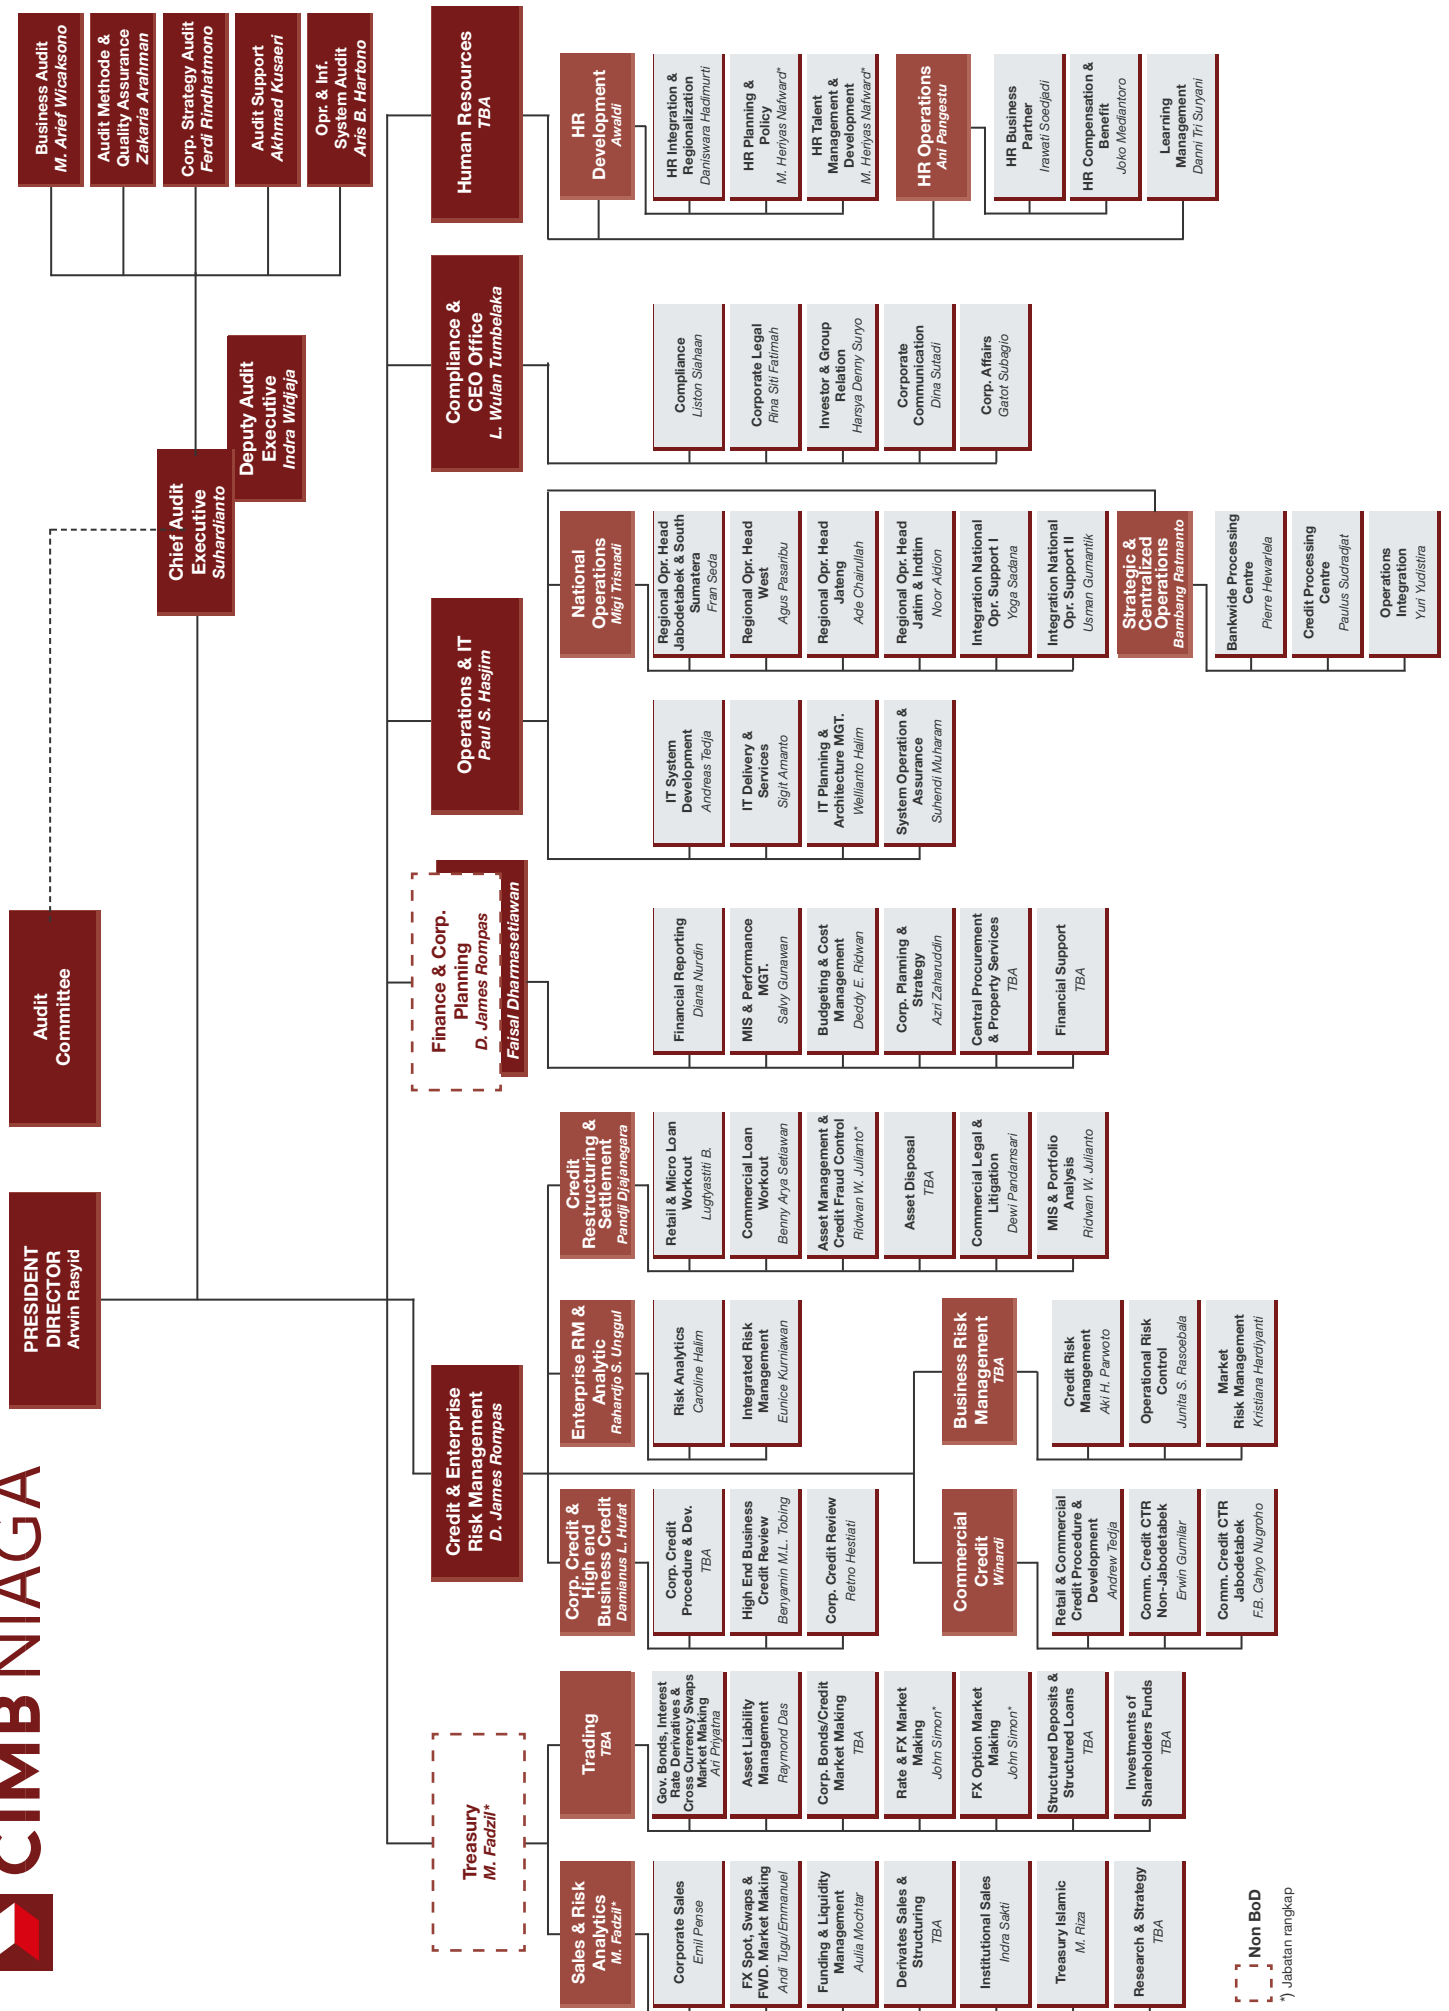 CIMB NIAGA
PRESIDENT
DIRECTOR
Arwin Rasyid
Audit
Committee
Chief Audit
Executive
Suhardianto
Deputy Audit
Executive
Indra Widjaja
Business Audit
M. Arief Wicaksono
Audit Methode &
Quality Assurance
Zakaria Arahman
Corp. Strategy Audit
Ferdi Rindhatmono
Audit Support
Akhmad Kusaeri
Opr. & Inf.
System Audit
Aris B. Hartono
Treasury
M. Fadzil*
Sales & Risk
Analytics
M. Fadzil*
Corporate Sales
Emil Pense
FX Spot, Swaps &
FWD. Market Making
Andi Tugu/Emmanuel
Funding & Liquidity
Management
Aulia Mochtar
Derivates Sales &
Structuring
TBA
Institutional Sales
Indra Sakti
Treasury Islamic
M. Riza
Research & Strategy
TBA
Trading
TBA
Gov. Bonds, Interest
Rate Derivatives &
Cross Currency Swaps
Market Making
Ari Priyatna
Asset Liability
Management
Raymond Das
Corp. Bonds/Credit
Market Making
TBA
Rate & FX Market
Making
John Simon*
FX Option Market
Making
John Simon*
Structured Deposits &
Structured Loans
TBA
Investments of
Shareholders Funds
TBA
Credit & Enterprise
Risk Management
D. James Rompas
Corp. Credit &
High end
Business Credit
Damianus L. Hufat
Corp. Credit
Procedure & Dev.
TBA
High End Business
Credit Review
Benyamin M.L. Tobing
Corp. Credit Review
Retno Hestiati
Enterprise RM &
Analytic
Rahardjo S. Unggul
Risk Analytics
Caroline Halim
Integrated Risk
Management
Eunice Kurniawan
Credit
Restructuring &
Settlement
Pandji Djajanegara
Retail & Micro Loan
Workout
Lugtyastiti B.
Commercial Loan
Workout
Benny Arya Setiawan
Asset Management &
Credit Fraud Control
Ridwan W. Julianto*
Asset Disposal
TBA
Commercial Legal &
Litigation
Dewi Pandamsari
MIS & Portfolio
Analysis
Ridwan W. Julianto
Commercial
Credit
Winardi
Retail & Commercial
Credit Procedure &
Development
Andrew Tedja
Comm. Credit CTR
Non-Jabodetabek
Erwin Gumilar
Comm. Credit CTR
Jabodetabek
F.B. Cahyo Nugroho
Business Risk
Management
TBA
Credit Risk
Management
Aki H. Parwoto
Operational Risk
Control
Junita S. Rasoebala
Market
Risk Management
Kristiana Hardiyanti
Finance & Corp.
Planning
D. James Rompas
Faisal Dharmasetiawan
Financial Reporting
Diana Nurdin
MIS & Performance
MGT.
Salvy Gunawan
Budgeting & Cost
Management
Deddy E. Ridwan
Corp. Planning &
Strategy
Azri Zaharuddin
Central Procurement
& Property Services
TBA
Financial Support
TBA
Operations & IT
Paul S. Hasjim
IT System
Development
Andreas Tedja
IT Delivery &
Services
Sigit Amanto
IT Planning &
Architecture MGT.
Wellianto Halim
System Operation &
Assurance
Suhendi Muharam
National
Operations
Migi Trisnadi
Regional Opr. Head
Jabodetabek & South
Sumatera
Fran Seda
Regional Opr. Head
West
Agus Pasaribu
Regional Opr. Head
Jateng
Ade Chairullah
Regional Opr. Head
Jatim & Indtim
Noor Aidion
Integration National
Opr. Support I
Yoga Sadana
Integration National
Opr. Support II
Usman Gumantik
Strategic &
Centralized
Operations
Bambang Ratmanto
Bankwide Processing
Centre
Pierre Hewarlela
Credit Processing
Centre
Paulus Sudradjat
Operations
Integration
Yuri Yudistira
Compliance &
CEO Office
L. Wulan Tumbelaka
Compliance
Liston Siahaan
Corporate Legal
Rina Siti Fatimah
Investor & Group
Relation
Harsya Denny Suryo
Corporate
Communication
Dina Sutadi
Corp. Affairs
Gatot Subagio
Human Resources
TBA
HR
Development
Awaldi
HR Integration &
Regionalization
Daniswara Hadimurti
HR Planning &
Policy
M. Heriyas Nafward*
HR Talent
Management &
Development
M. Heriyas Nafward*
HR Operations
Ani Pangestu
HR Business
Partner
Irawati Soedjadi
HR Compensation &
Benefit
Joko Mediantoro
Learning
Management
Danni Tri Suryani
Non BoD
*) Jabatan rangkap